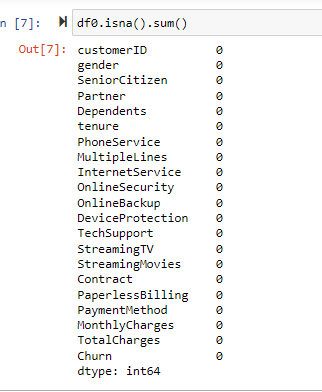 n [7]: df0.isna().sum()
Out[7]: customerID 0
gender 0
SeniorCitizen 0
Partner 0
Dependents 0
tenure 0
PhoneService 0
MultipleLines 0
InternetService 0
OnlineSecurity 0
OnlineBackup 0
DeviceProtection 0
TechSupport 0
StreamingTV 0
StreamingMovies 0
Contract 0
PaperlessBilling 0
PaymentMethod 0
MonthlyCharges 0
TotalCharges 0
Churn 0
dtype: int64